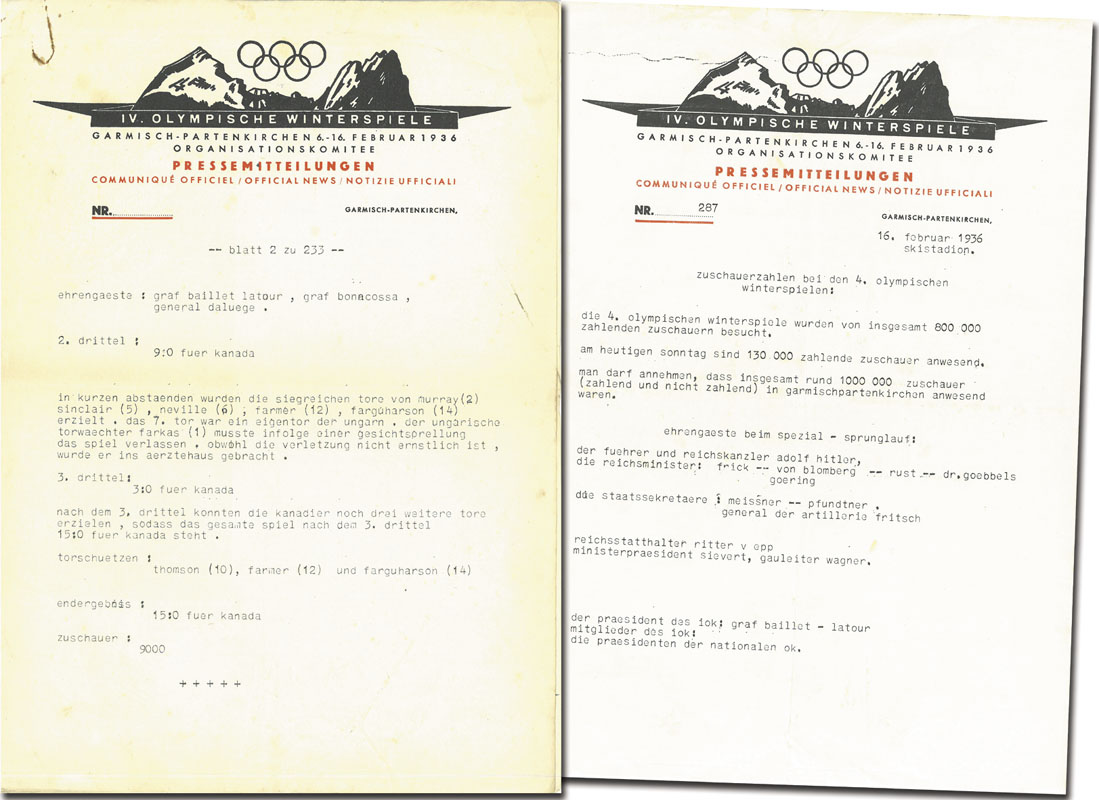 IV. OLYMPISCHE WINTERSPIELE
GARMISCH-PARTENKIRCHEN 6.-16. FEBRUAR 1936
ORGANISATIONSKOMITEE
PRESSEMITTEILUNGEN
COMMUNIQUÉ OFFICIEL / OFFICIAL NEWS / NOTIZIE UFFICIALI
NR.
GARMISCH-PARTENKIRCHEN,
-- blatt 2 zu 233 --
ehrengaeste : graf baillet latour , graf bonacossa ,
general daluege .
2. drittel :
9:0 fuer kanada
in kurzen abstaenden wurden die siegreichen tore von murray(2)
sinclair (5) , neville (6) , farmer (12) , farguharson (14)
erzielt . das 7. tor war ein eigentor der ungarn . der ungarische
torwaechter farkas (1) musste infolge einer gesichtsprellung
das spiel verlassen . obwohl die verletzung nicht ernstlich ist ,
wurde er ins aerztehaus gebracht .
3. drittel:
3:0 fuer kanada
nach dem 3. drittel konnten die kanadier noch drei weitere tore
erzielen , sodass das gesamte spiel nach dem 3. drittel
15:0 fuer kanada steht .
torschuetzen :
thomson (10), farmer (12) und farguharson (14)
endergebnis :
15:0 fuer kanada
zuschauer :
9000
+ + + + +
IV. OLYMPISCHE WINTERSPIELE
GARMISCH-PARTENKIRCHEN 6.-16. FEBRUAR 1936
ORGANISATIONSKOMITEE
PRESSEMITTEILUNGEN
COMMUNIQUÉ OFFICIEL / OFFICIAL NEWS / NOTIZIE UFFICIALI
NR. 287
GARMISCH-PARTENKIRCHEN,
16. februar 1936
skistadion.
zuschauerzahlen bei den 4. olympischen
winterspielen:
die 4. olympischen winterspiele wurden von insgesamt 800 000
zahlenden zuschauern besucht.
am heutigen sonntag sind 130 000 zahlende zuschauer anwesend.
man darf annehmen, dass insgesamt rund 1000 000 zuschauer
(zahlend und nicht zahlend) in garmischpartenkirchen anwesend
waren.
ehrengaeste beim spezial - sprunglauf:
der fuehrer und reichskanzler adolf hitler,
die reichsminister: frick -- von blomberg -- rust -- dr.goebbels
goering
die staatssekretaere : meissner -- pfundtner .
general der artillerie fritsch
reichsstatthalter ritter v epp
ministerpraesident sievert, gauleiter wagner.
der praesident des iok: graf baillet - latour
mitglieder des iok:
die praesidenten der nationalen ok.